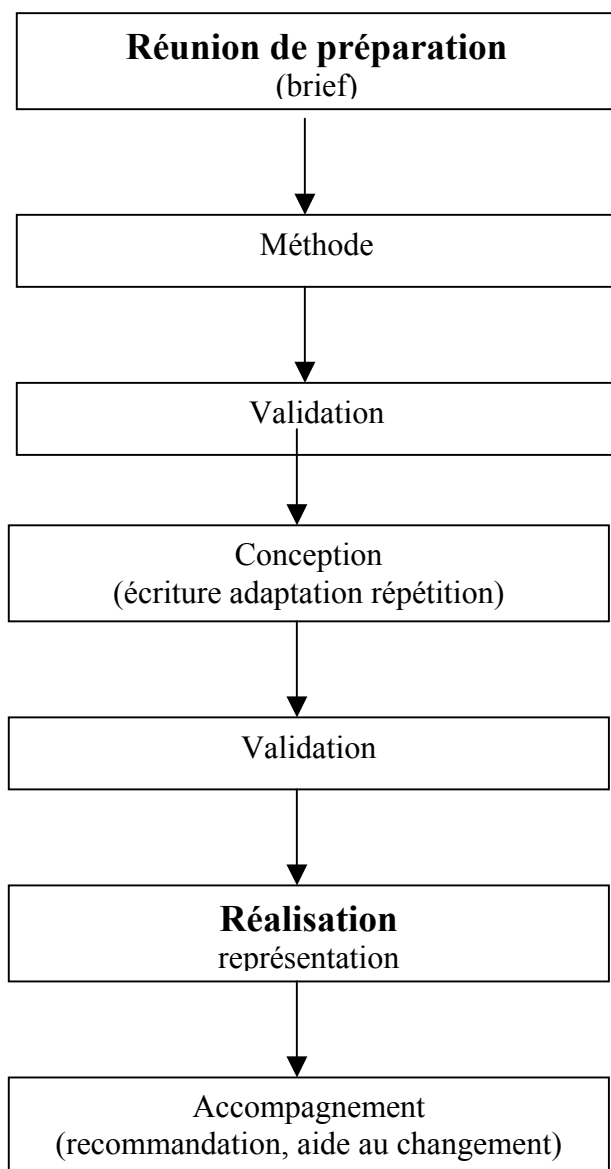 Réunion de préparation
(brief)
Méthode
Validation
Conception
(écriture adaptation répétition)
Validation
Réalisation
représentation
Accompagnement
(recommandation, aide au changement)